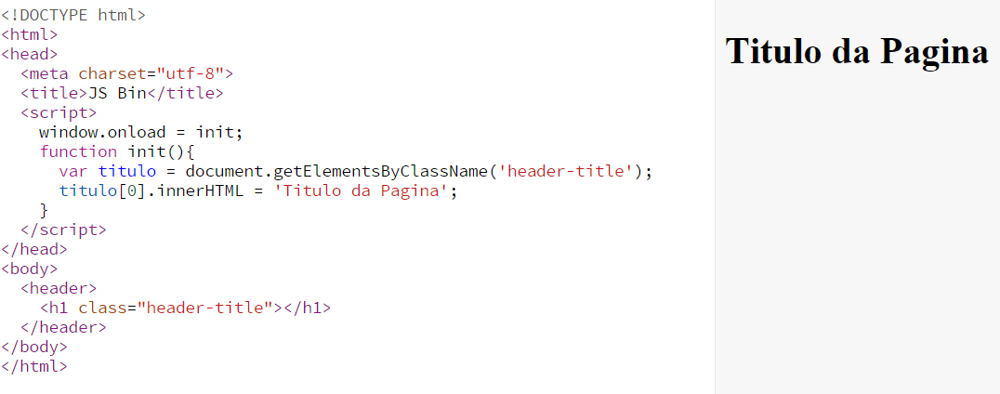 <!DOCTYPE html>
<html>
<head>
  <meta charset="utf-8">
  <title>JS Bin</title>
  <script>
    window.onload = init;
    function init(){
      var titulo = document.getElementsByClassName('header-title');
      titulo[0].innerHTML = 'Titulo da Pagina';
    }
  </script>
</head>
<body>
  <header>
    <h1 class="header-title"></h1>
  </header>
</body>
</html>
Titulo da Pagina